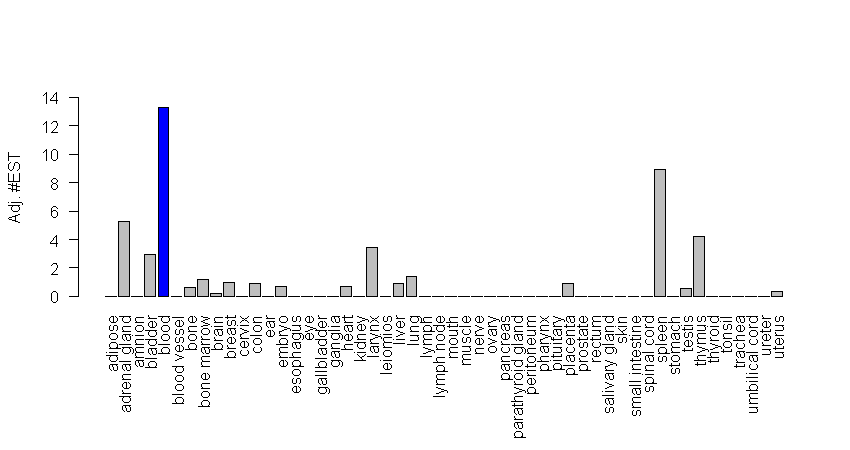 Adj. #EST
14
12
10
8
6
4
2
0
adipose
adrenal gland
amnion
bladder
blood
blood vessel
bone
bone marrow
brain
breast
cervix
colon
ear
embryo
esophagus
eye
gallbladder
ganglia
heart
kidney
larynx
leiomios
liver
lung
lymph
lymph node
mouth
muscle
nerve
ovary
pancreas
parathyroid gland
peritoneum
pharynx
pituitary
placenta
prostate
rectum
salivary gland
skin
small intestine
spinal cord
spleen
stomach
testis
thymus
thyroid
tonsil
trachea
umbilical cord
ureter
uterus